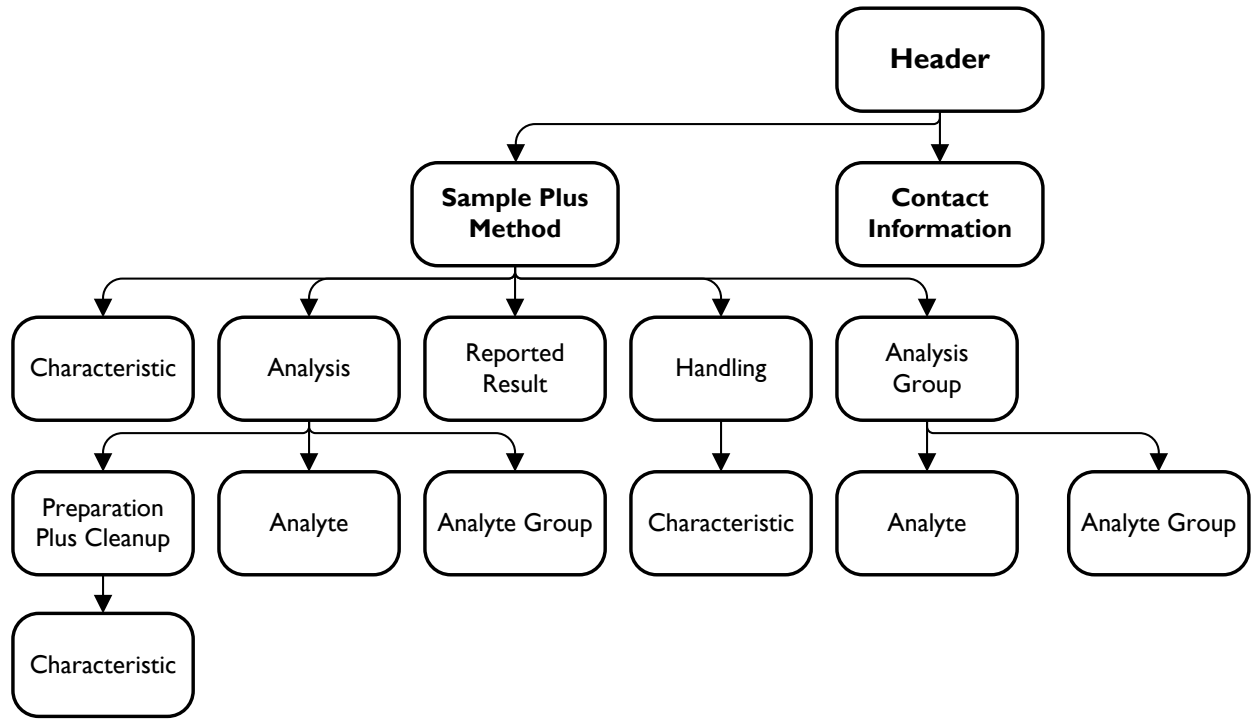 Header
Sample Plus
Method
Contact
Information
Characteristic
Analysis
Reported
Result
Handling
Analysis
Group
Preparation
Plus Cleanup
Analyte
Analyte Group
Characteristic
Analyte
Analyte Group
Characteristic